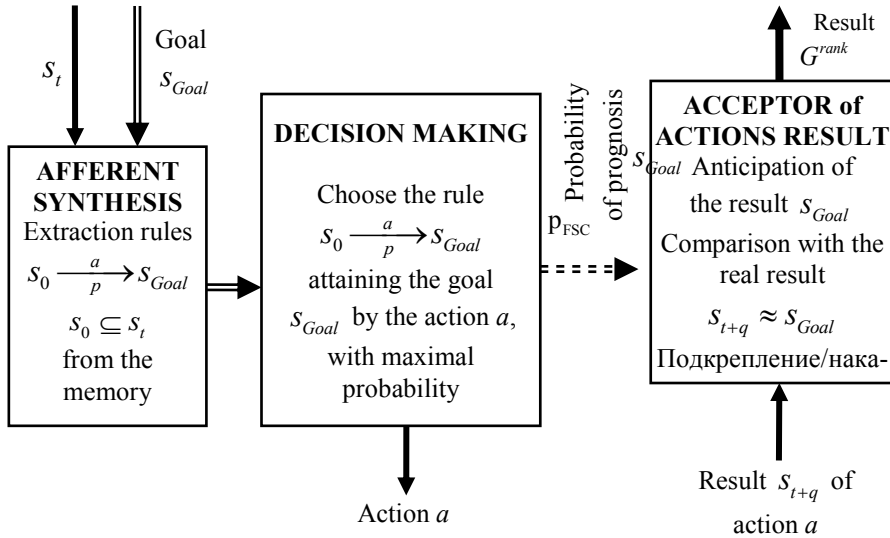 s_t
Goal
s_Goal
AFFERENT
SYNTHESIS
Extraction rules
s_0 —a/p→ s_Goal
s_0 ⊆ s_t
from the
memory
DECISION MAKING
Choose the rule
s_0 —a/p→ s_Goal
attaining the goal
s_Goal by the action a,
with maximal
probability
Action a
Probability
of prognosis
s_Goal
p_FSC
Result
G^rank
ACCEPTOR of
ACTIONS RESULT
Anticipation of
the result s_Goal
Comparison with the
real result
s_t+q ≈ s_Goal
Подкрепление/нака-
Result s_t+q of
action a